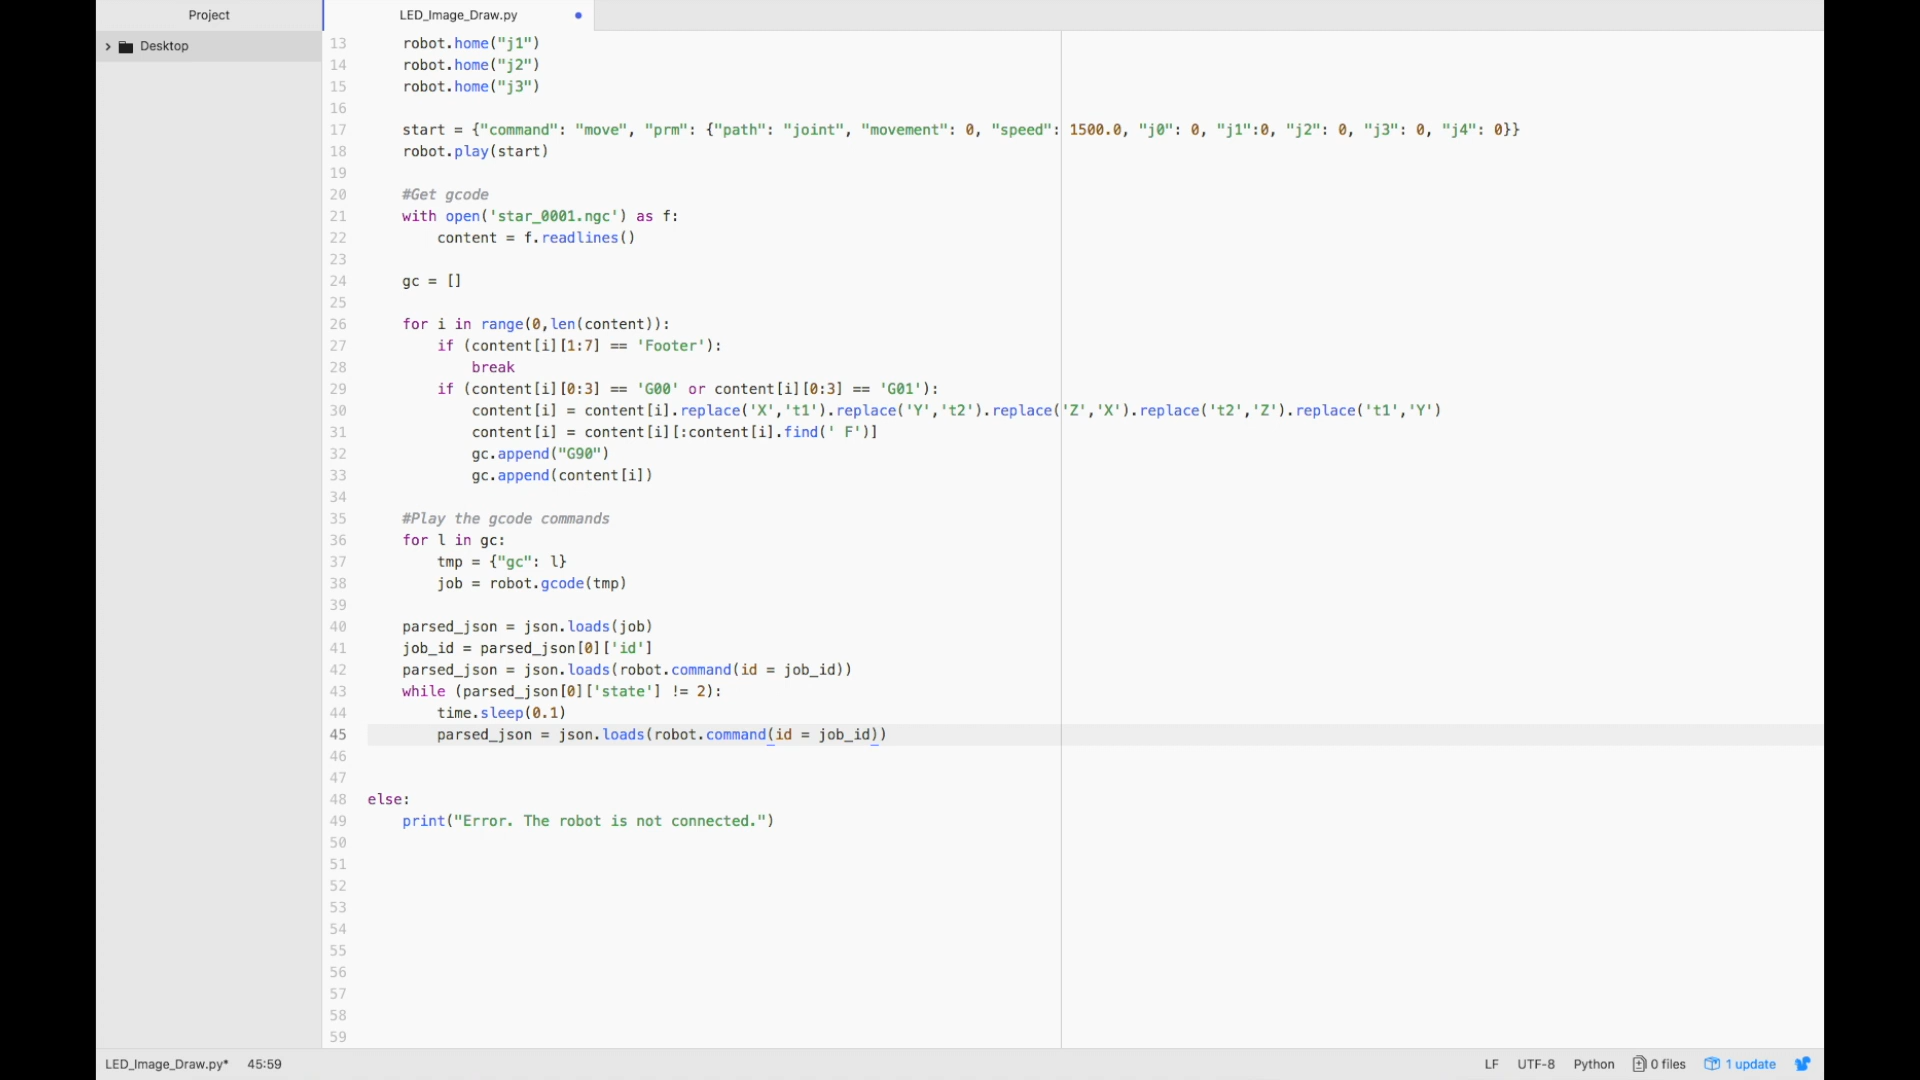 Project
LED_Image_Draw.py
Desktop
13 robot.home("j1")
14 robot.home("j2")
15 robot.home("j3")
16
17 start = {"command": "move", "prm": {"path": "joint", "movement": 0, "speed": 1500.0, "j0": 0, "j1":0, "j2": 0, "j3": 0, "j4": 0}}
18 robot.play(start)
19
20 #Get gcode
21 with open('star_0001.ngc') as f:
22 content = f.readlines()
23
24 gc = []
25
26 for i in range(0,len(content)):
27 if (content[i][1:7] == 'Footer'):
28 break
29 if (content[i][0:3] == 'G00' or content[i][0:3] == 'G01'):
30 content[i] = content[i].replace('X','t1').replace('Y','t2').replace('Z','X').replace('t2','Z').replace('t1','Y')
31 content[i] = content[i][:content[i].find(' F')]
32 gc.append("G90")
33 gc.append(content[i])
34
35 #Play the gcode commands
36 for l in gc:
37 tmp = {"gc": l}
38 job = robot.gcode(tmp)
39
40 parsed_json = json.loads(job)
41 job_id = parsed_json[0]['id']
42 parsed_json = json.loads(robot.command(id = job_id))
43 while (parsed_json[0]['state'] != 2):
44 time.sleep(0.1)
45 parsed_json = json.loads(robot.command(id = job_id))
46
47
48 else:
49 print("Error. The robot is not connected.")
50
51
52
53
54
55
56
57
58
59
LED_Image_Draw.py* 45:59 LF UTF-8 Python 0 files 1 update